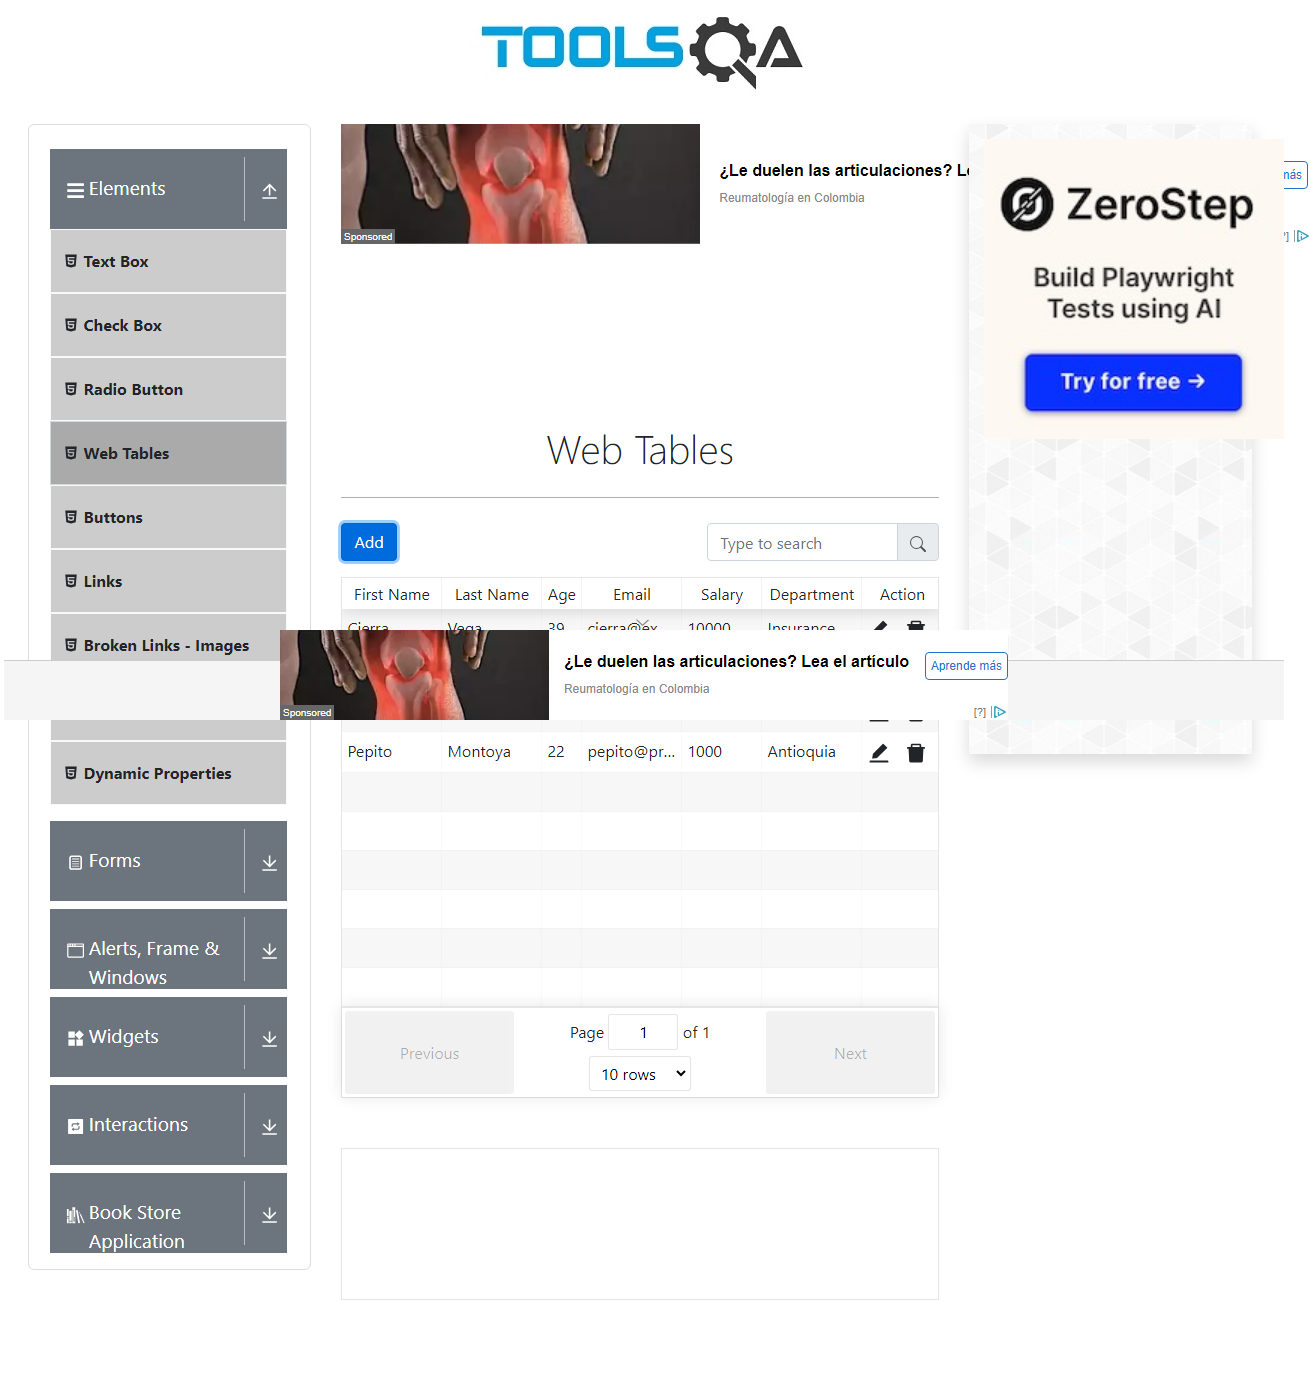 TOOLSQA
Elements
Text Box
Check Box
Radio Button
Web Tables
Buttons
Links
Broken Links - Images
Dynamic Properties
Forms
Alerts, Frame &
Windows
Widgets
Interactions
Book Store
Application
Sponsored
¿Le duelen las articulaciones?
Reumatología en Colombia
más
ZeroStep
Build Playwright
Tests using AI
Try for free →
Web Tables
Add
Type to search
First Name Last Name Age Email Salary Department Action
Cierra Vega 39 cierra@ex... 10000 Insurance
Sponsored
¿Le duelen las articulaciones? Lea el artículo
Reumatología en Colombia
Aprende más
[?]
Pepito Montoya 22 pepito@pr... 1000 Antioquia
Previous
Page 1 of 1
10 rows
Next